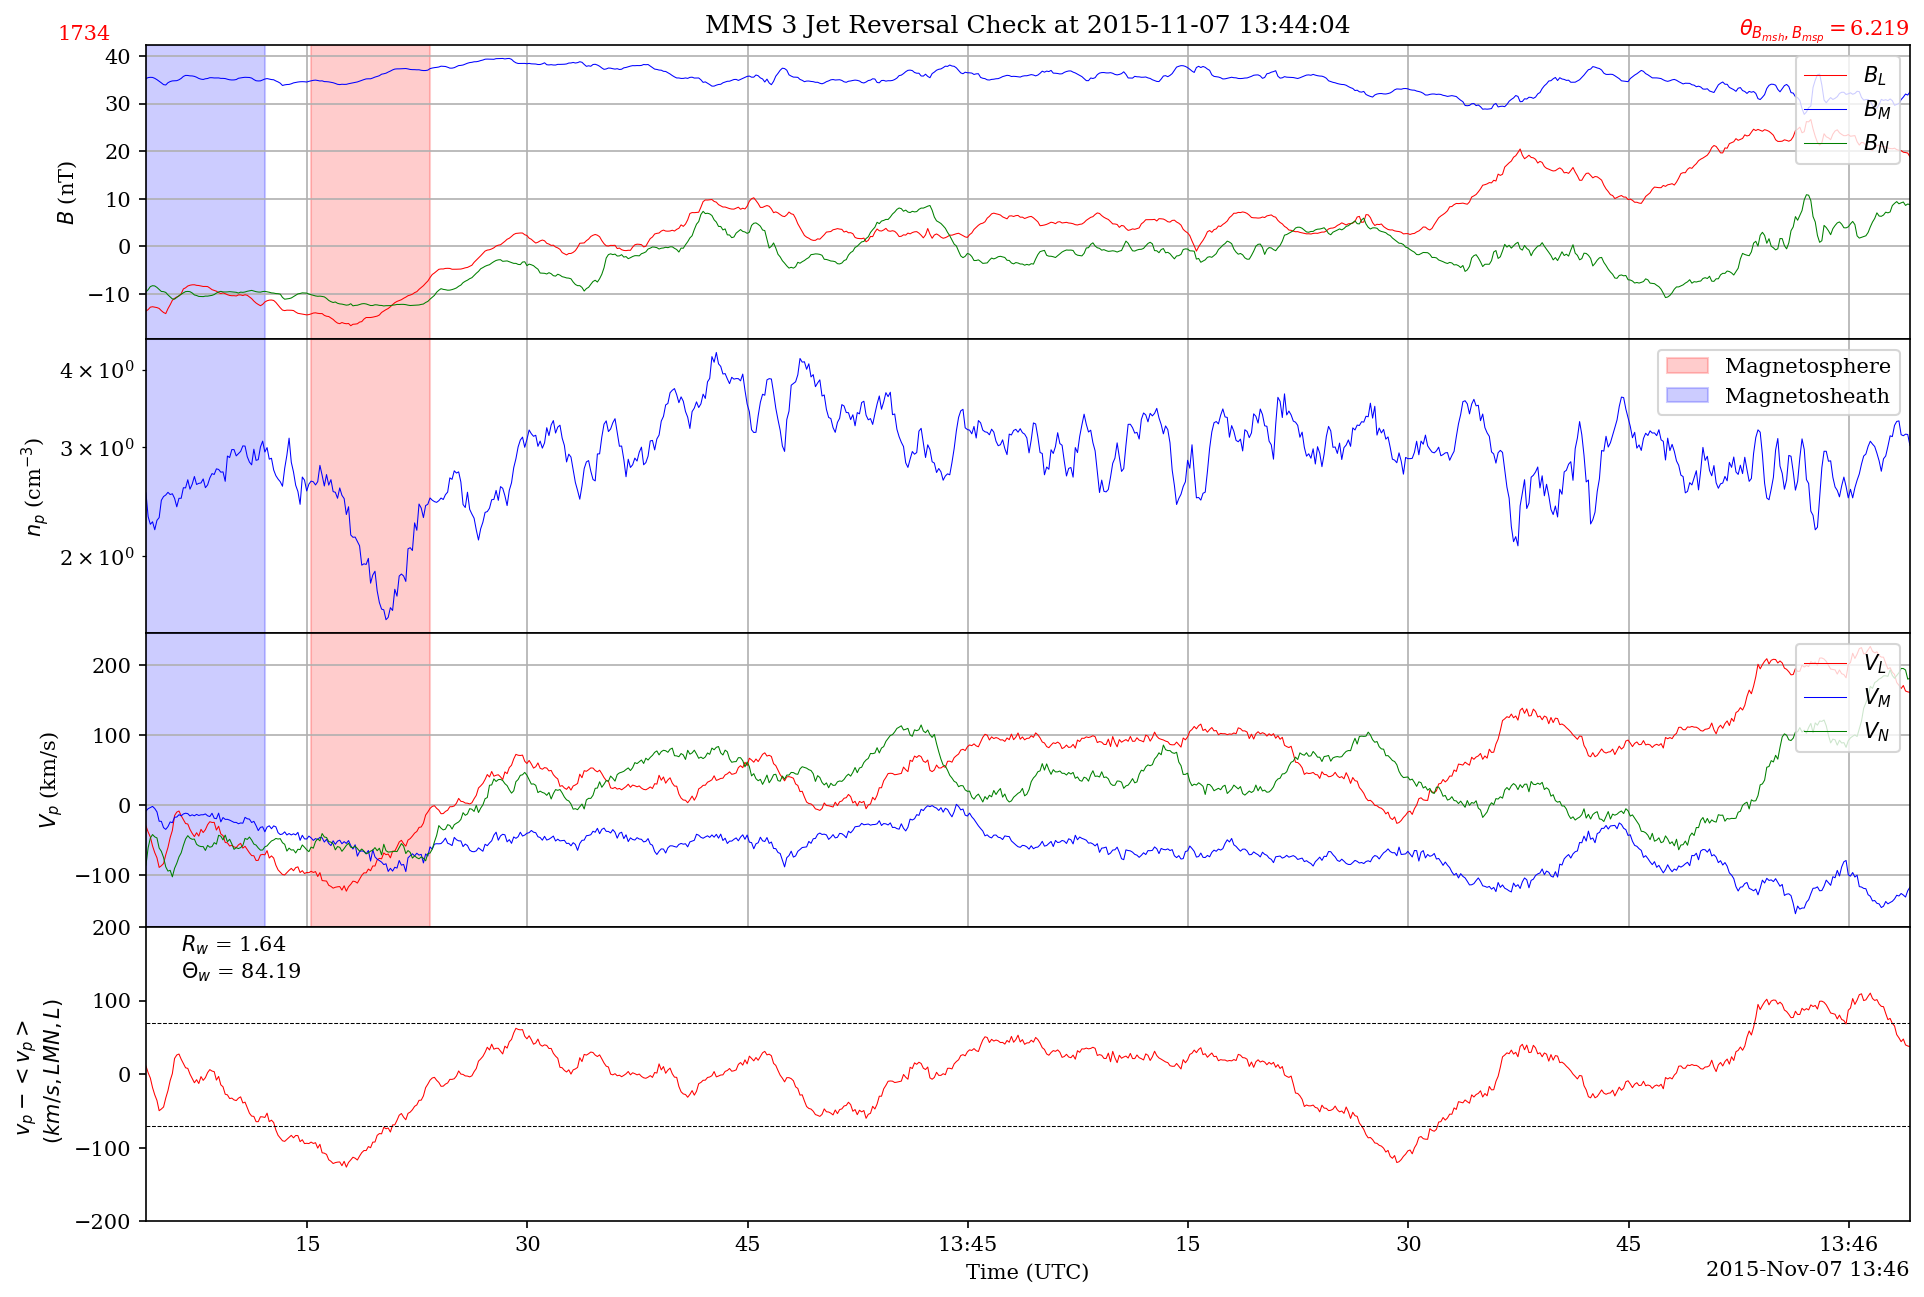 1734
MMS 3 Jet Reversal Check at 2015-11-07 13:44:04
θ_{B_{msh}, B_{msp}} = 6.219
40
30
20
10
0
−10
B (nT)
B_L
B_M
B_N
4 × 10^0
3 × 10^0
2 × 10^0
n_p (cm^{−3})
Magnetosphere
Magnetosheath
200
100
0
−100
V_p (km/s)
V_L
V_M
V_N
200
100
0
−100
−200
v_p − < v_p >
(km/s, LMN, L)
R_w = 1.64
Θ_w = 84.19
15
30
45
13:45
15
30
45
13:46
Time (UTC)
2015-Nov-07 13:46